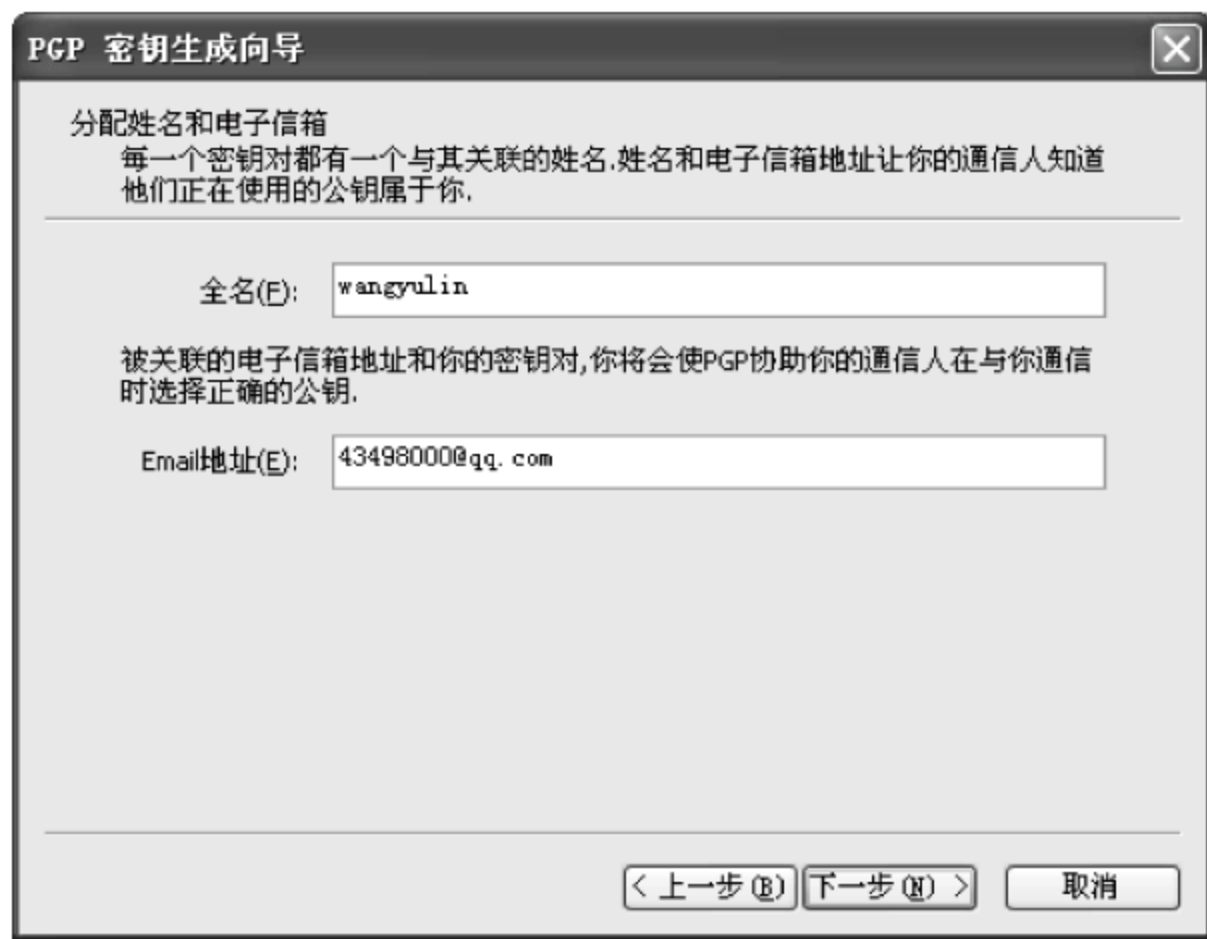 PGP 密钥生成向导
分配姓名和电子信箱
每一个密钥对都有一个与其关联的姓名.姓名和电子信箱地址让你的通信人知道
他们正在使用的公钥属于你.
全名(F):
wangyulin
被关联的电子信箱地址和你的密钥对,你将会使PGP协助你的通信人在与你通信
时选择正确的公钥.
Email地址(E):
43498000@qq.com
< 上一步(B) 下一步(N) > 取消